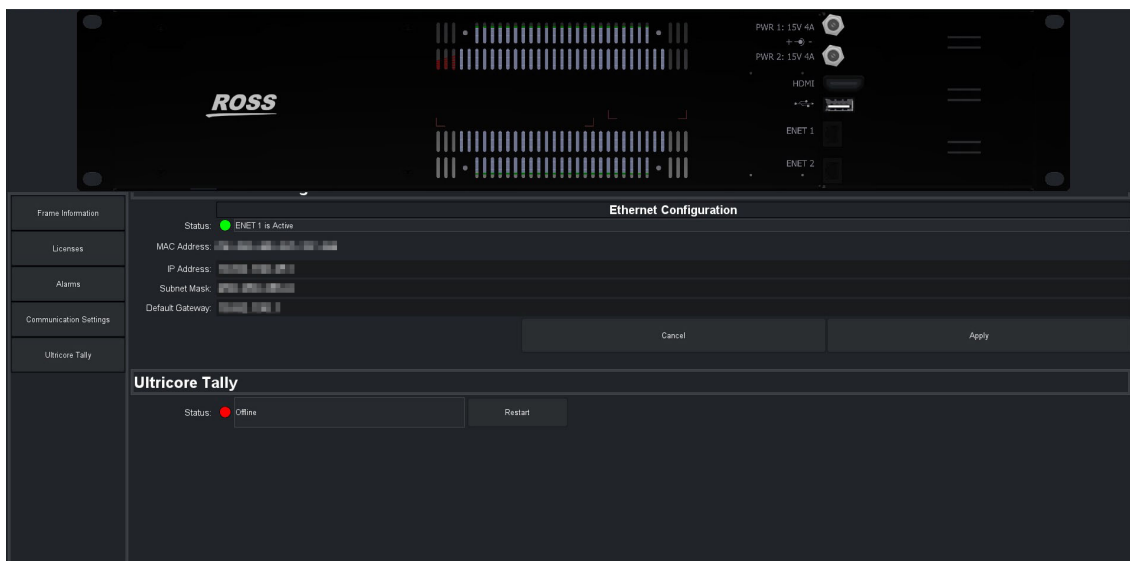 PWR 1: 15V 4A
PWR 2: 15V 4A
HDMI
ROSS
ENET 1
ENET 2
Frame Information
Licenses
Alarms
Communication Settings
Ultricore Tally
Ethernet Configuration
Status: ENET 1 is Active
MAC Address:
IP Address:
Subnet Mask:
Default Gateway:
Cancel Apply
Ultricore Tally
Status: Offline Restart